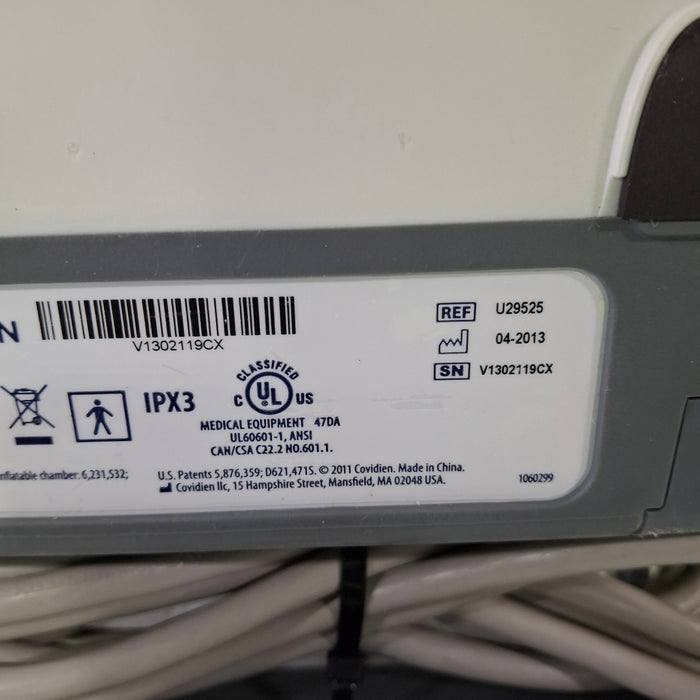 N
V1302119CX
REF U29525
04-2013
SN V1302119CX
IPX3
CLASSIFIED
C UL US
MEDICAL EQUIPMENT 47DA
UL60601-1, ANSI
CAN/CSA C22.2 NO.601.1.
nflatable chamber: 6,231,532;
U.S. Patents 5,876,359; D621,471S. © 2011 Covidien. Made in China.
Covidien llc, 15 Hampshire Street, Mansfield, MA 02048 USA.
1060299